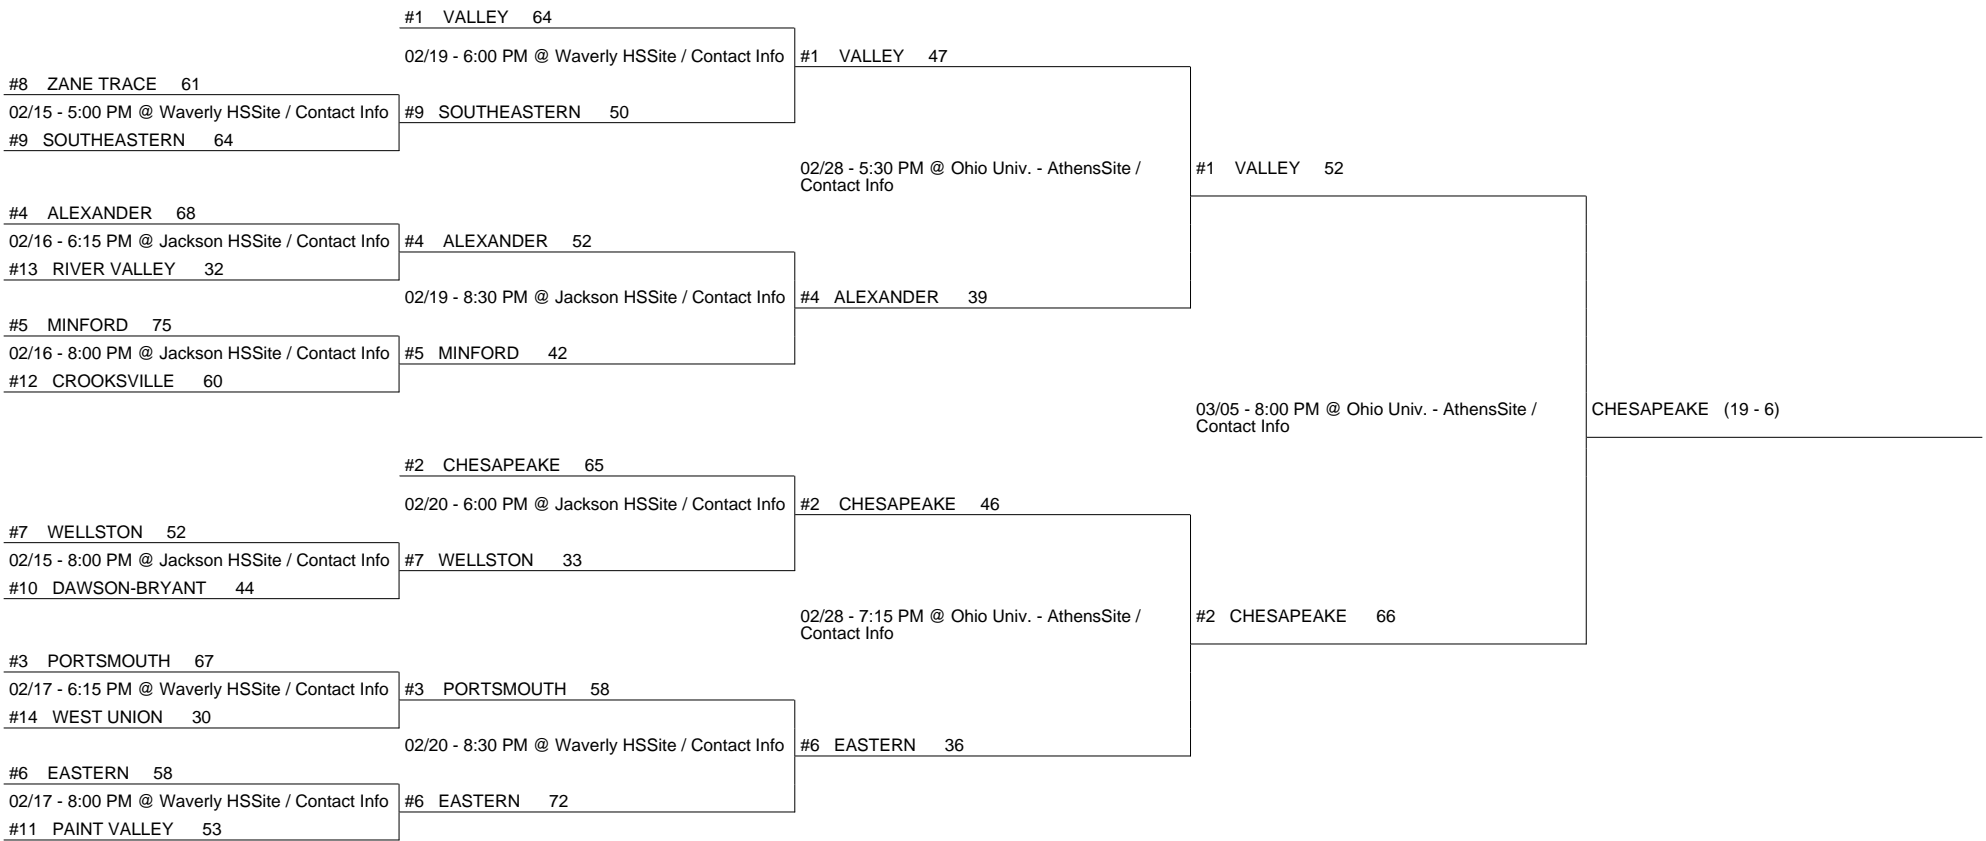 #1 VALLEY 64
02/19 - 6:00 PM @ Waverly HSSite / Contact Info
#1 VALLEY 47
#8 ZANE TRACE 61
02/15 - 5:00 PM @ Waverly HSSite / Contact Info
#9 SOUTHEASTERN 50
#9 SOUTHEASTERN 64
02/28 - 5:30 PM @ Ohio Univ. - AthensSite /
Contact Info
#1 VALLEY 52
#4 ALEXANDER 68
02/16 - 6:15 PM @ Jackson HSSite / Contact Info
#4 ALEXANDER 52
#13 RIVER VALLEY 32
02/19 - 8:30 PM @ Jackson HSSite / Contact Info
#4 ALEXANDER 39
#5 MINFORD 75
02/16 - 8:00 PM @ Jackson HSSite / Contact Info
#5 MINFORD 42
#12 CROOKSVILLE 60
03/05 - 8:00 PM @ Ohio Univ. - AthensSite /
Contact Info
CHESAPEAKE (19 - 6)
#2 CHESAPEAKE 65
02/20 - 6:00 PM @ Jackson HSSite / Contact Info
#2 CHESAPEAKE 46
#7 WELLSTON 52
02/15 - 8:00 PM @ Jackson HSSite / Contact Info
#7 WELLSTON 33
#10 DAWSON-BRYANT 44
02/28 - 7:15 PM @ Ohio Univ. - AthensSite /
Contact Info
#2 CHESAPEAKE 66
#3 PORTSMOUTH 67
02/17 - 6:15 PM @ Waverly HSSite / Contact Info
#3 PORTSMOUTH 58
#14 WEST UNION 30
02/20 - 8:30 PM @ Waverly HSSite / Contact Info
#6 EASTERN 36
#6 EASTERN 58
02/17 - 8:00 PM @ Waverly HSSite / Contact Info
#6 EASTERN 72
#11 PAINT VALLEY 53